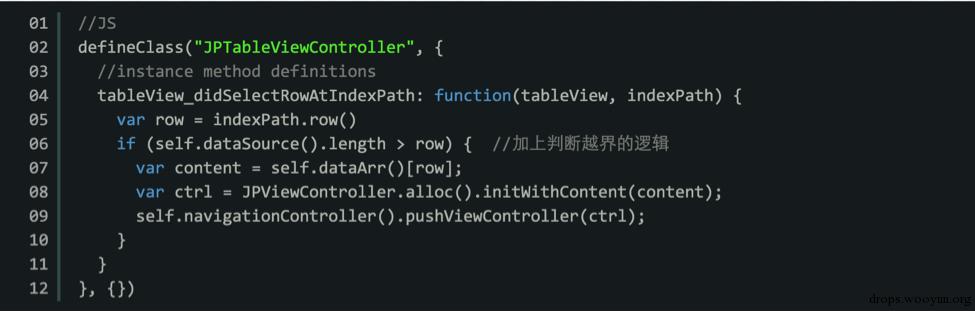 01 //JS
02 defineClass("JPTableViewController", {
03   //instance method definitions
04   tableView_didSelectRowAtIndexPath: function(tableView, indexPath) {
05     var row = indexPath.row()
06     if (self.dataSource().length > row) {  //加上判断越界的逻辑
07       var content = self.dataArr()[row];
08       var ctrl = JPViewController.alloc().initWithContent(content);
09       self.navigationController().pushViewController(ctrl);
10     }
11   }
12 }, {})
drops.wooyun.org